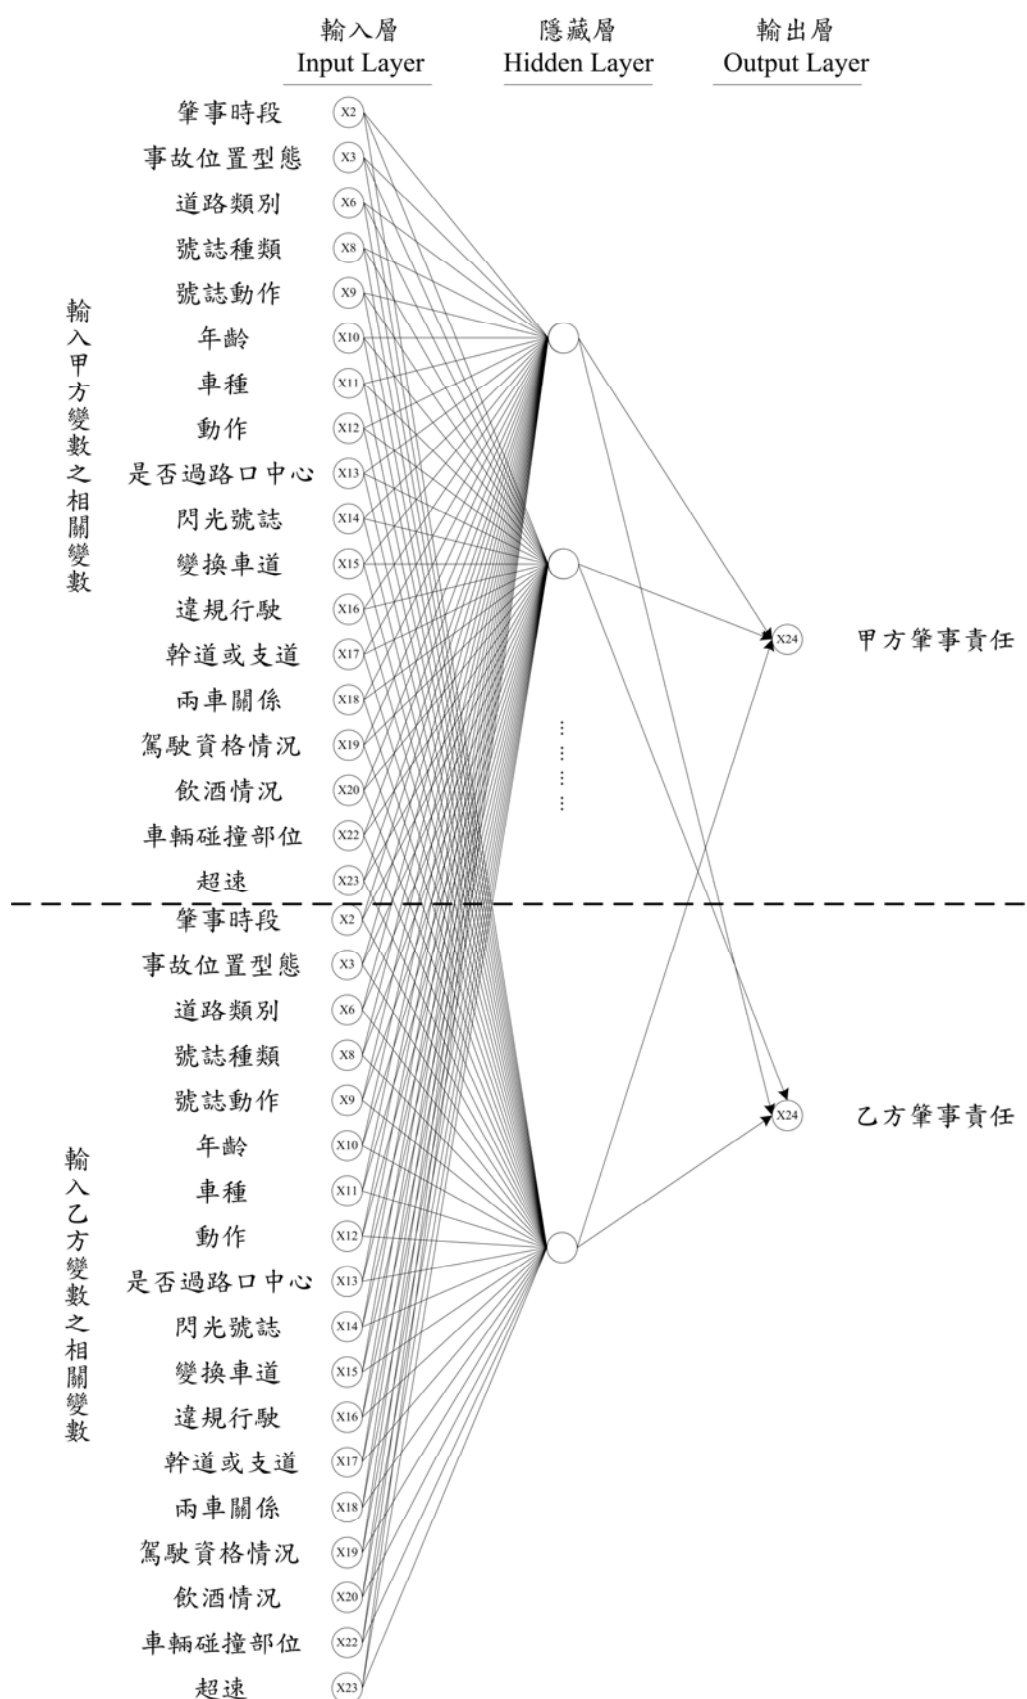 輸入層
Input Layer
隱藏層
Hidden Layer
輸出層
Output Layer
輸入甲方變數之相關變數
肇事時段 X2
事故位置型態 X3
道路類別 X6
號誌種類 X8
號誌動作 X9
年齡 X10
車種 X11
動作 X12
是否過路口中心 X13
閃光號誌 X14
變換車道 X15
違規行駛 X16
幹道或支道 X17
兩車關係 X18
駕駛資格情況 X19
飲酒情況 X20
車輛碰撞部位 X22
超速 X23
X24 甲方肇事責任
輸入乙方變數之相關變數
肇事時段 X2
事故位置型態 X3
道路類別 X6
號誌種類 X8
號誌動作 X9
年齡 X10
車種 X11
動作 X12
是否過路口中心 X13
閃光號誌 X14
變換車道 X15
違規行駛 X16
幹道或支道 X17
兩車關係 X18
駕駛資格情況 X19
飲酒情況 X20
車輛碰撞部位 X22
超速 X23
X24 乙方肇事責任